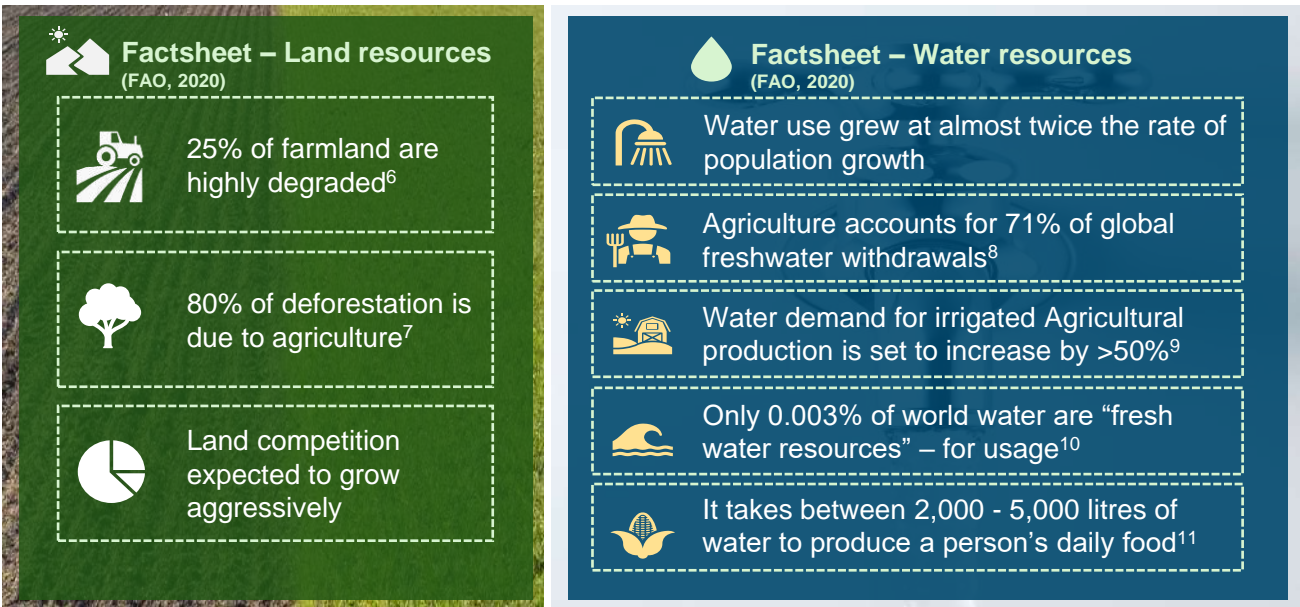 Factsheet – Land resources
(FAO, 2020)
25% of farmland are
highly degraded⁶
80% of deforestation is
due to agriculture⁷
Land competition
expected to grow
aggressively
Factsheet – Water resources
(FAO, 2020)
Water use grew at almost twice the rate of
population growth
Agriculture accounts for 71% of global
freshwater withdrawals⁸
Water demand for irrigated Agricultural
production is set to increase by >50%⁹
Only 0.003% of world water are “fresh
water resources” – for usage¹⁰
It takes between 2,000 - 5,000 litres of
water to produce a person’s daily food¹¹